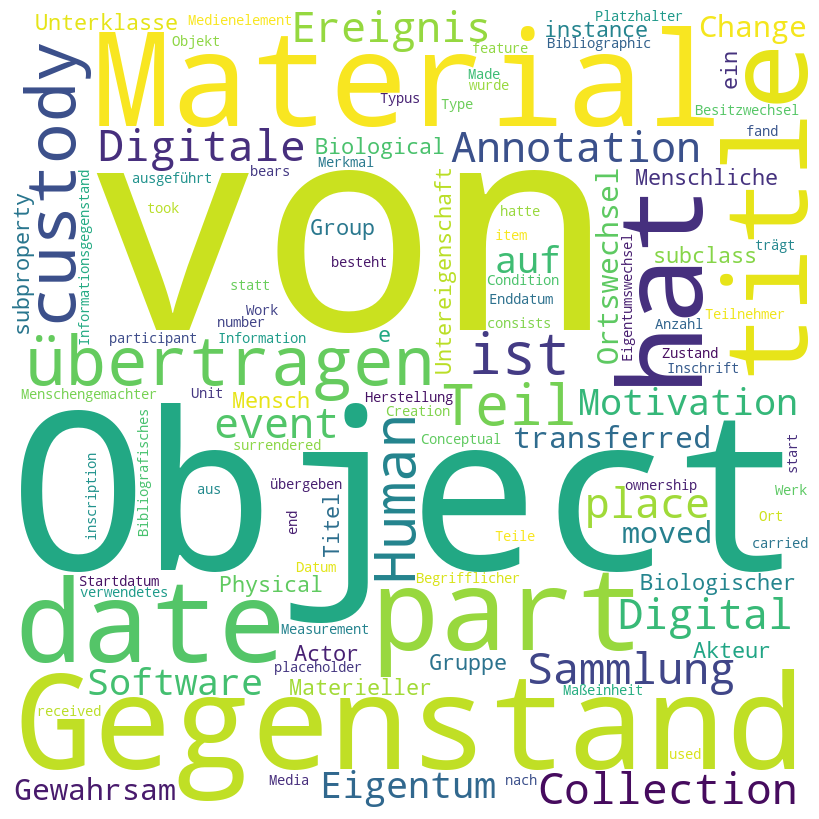 Unterklasse
Medienelement
Ereignis
Platzhalter
instance
Change
Objekt
feature
Bibliographic
Materiale
title
custody
Made
wurde
ein
Typus
Type
Besitzwechsel
Digitale
Biological
Annotation
fand
Merkmal
bears
Menschliche
ausgeführt
von
Informationsgegenstand
subproperty
took
Group
hatte
Untereigenschaft
Ortswechsel
hat
item
Eigentumswechsel
subclass
trägt
besteht
auf
statt
Condition
Enddatum
Work
number
consists
Teilnehmer
Anzahl
participant
Information
e
übertragen
ist
Zustand
Inschrift
Menschengemachter
Unit
Mensch
Herstellung
Creation
Teil
Motivation
event
surrendered
Human
Conceptual
transferred
start
Object
inscription
Bibliografisches
aus
übergeben
end
Titel
ownership
place
Werk
Ort
moved
Teile
carried
Datum
Startdatum
verwendetes
Physical
Begrifflicher
Biologischer
date
part
Measurement
Digital
Actor
placeholder
Gruppe
Akteur
Software
Materieller
Sammlung
Maßeinheit
Gegenstand
received
used
Gewahrsam
Media
Eigentum
nach
Collection